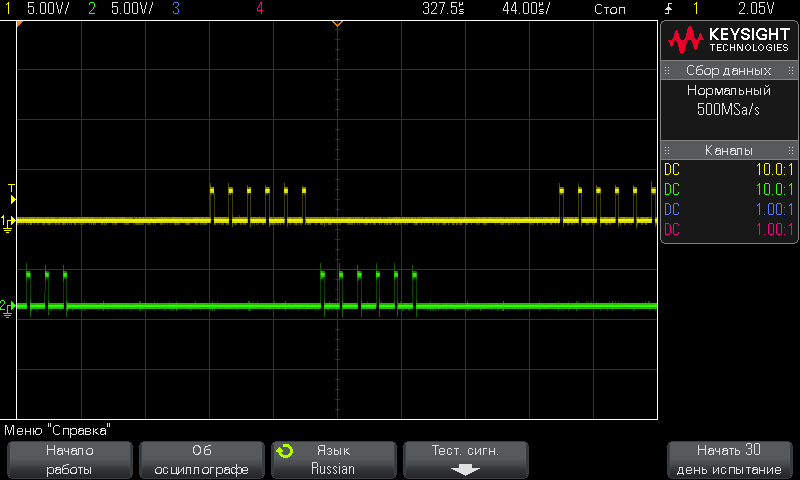 1 5.00V/ 2 5.00V/ 3 4 327.5s 44.00s/ Стоп 1 2.05V
KEYSIGHT
TECHNOLOGIES
Сбор данных
Нормальный
500MSa/s
Каналы
DC 10.0:1
DC 10.0:1
DC 1.00:1
DC 1.00:1
T
1
2
Меню "Справка"
Начало
работы
Об
осциллографе
Язык
Russian
Тест. сигн.
Начать 30
день испытание